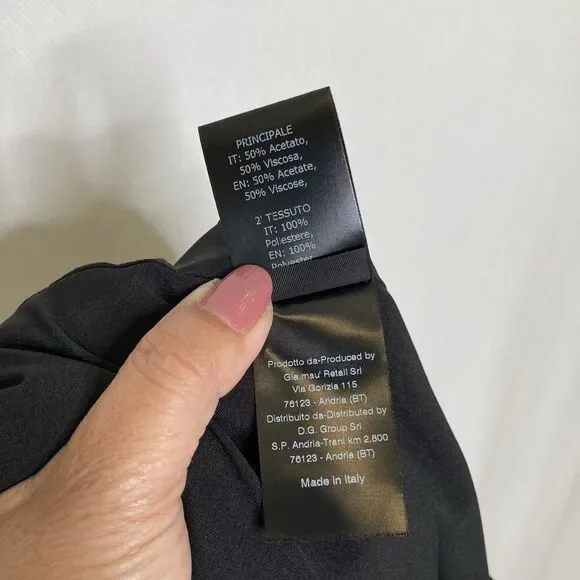 PRINCIPALE
IT: 50% Acetato,
50% Viscosa,
EN: 50% Acetate,
50% Viscose,
2' TESSUTO
IT: 100%
Poliestere,
EN: 100%
Polyester
Prodotto da-Produced by
Gia.mau' Retail Srl
Via Gorizia 115
76123 - Andria (BT)
Distribuito da-Distributed by
D.G. Group Srl
S.P. Andria-Trani km 2,800
76123 - Andria (BT)
Made in Italy